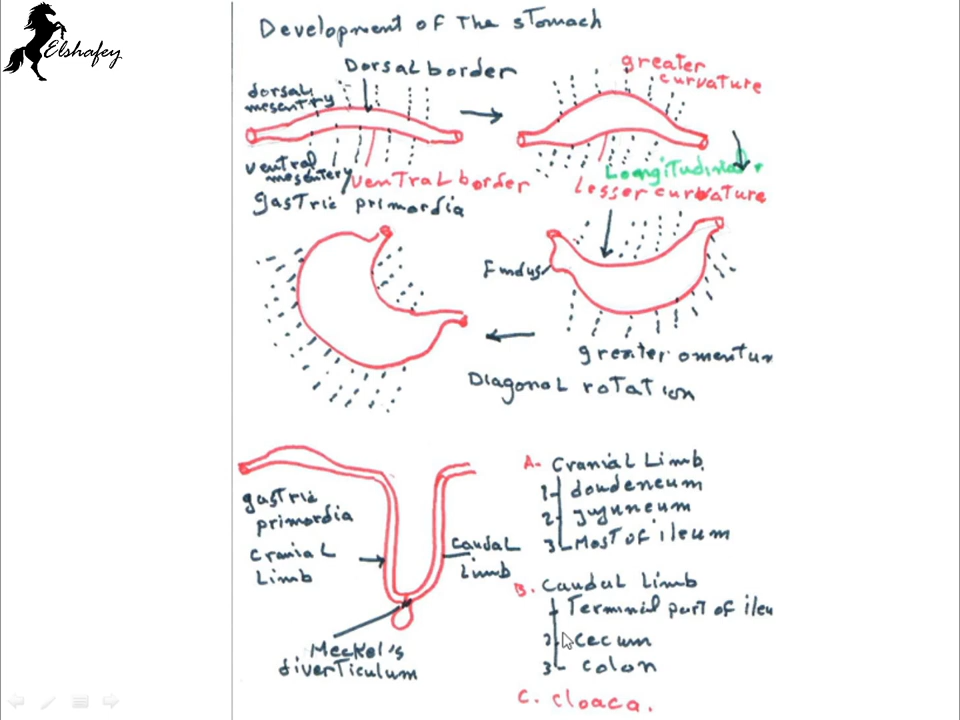 Elshafey
Development of The stomach
Dorsal border
dorsal
mesentry
ventral
mesentery
ventral border
gastric primordia
greater
curvature
Loongitudinal
Lesser curvature
Fundus
greater omentum
Diagonal rotation
gastric
primordia
cranial
Limb
caudal
Limb
Meckol's
diverticulum
A. Cranial Limb.
1- doudeneum
2- jujuneum
3- Most of ileum
B. Caudal Limb
Terminal part of ileu
2- cecum
3- colon
C. cloaca.